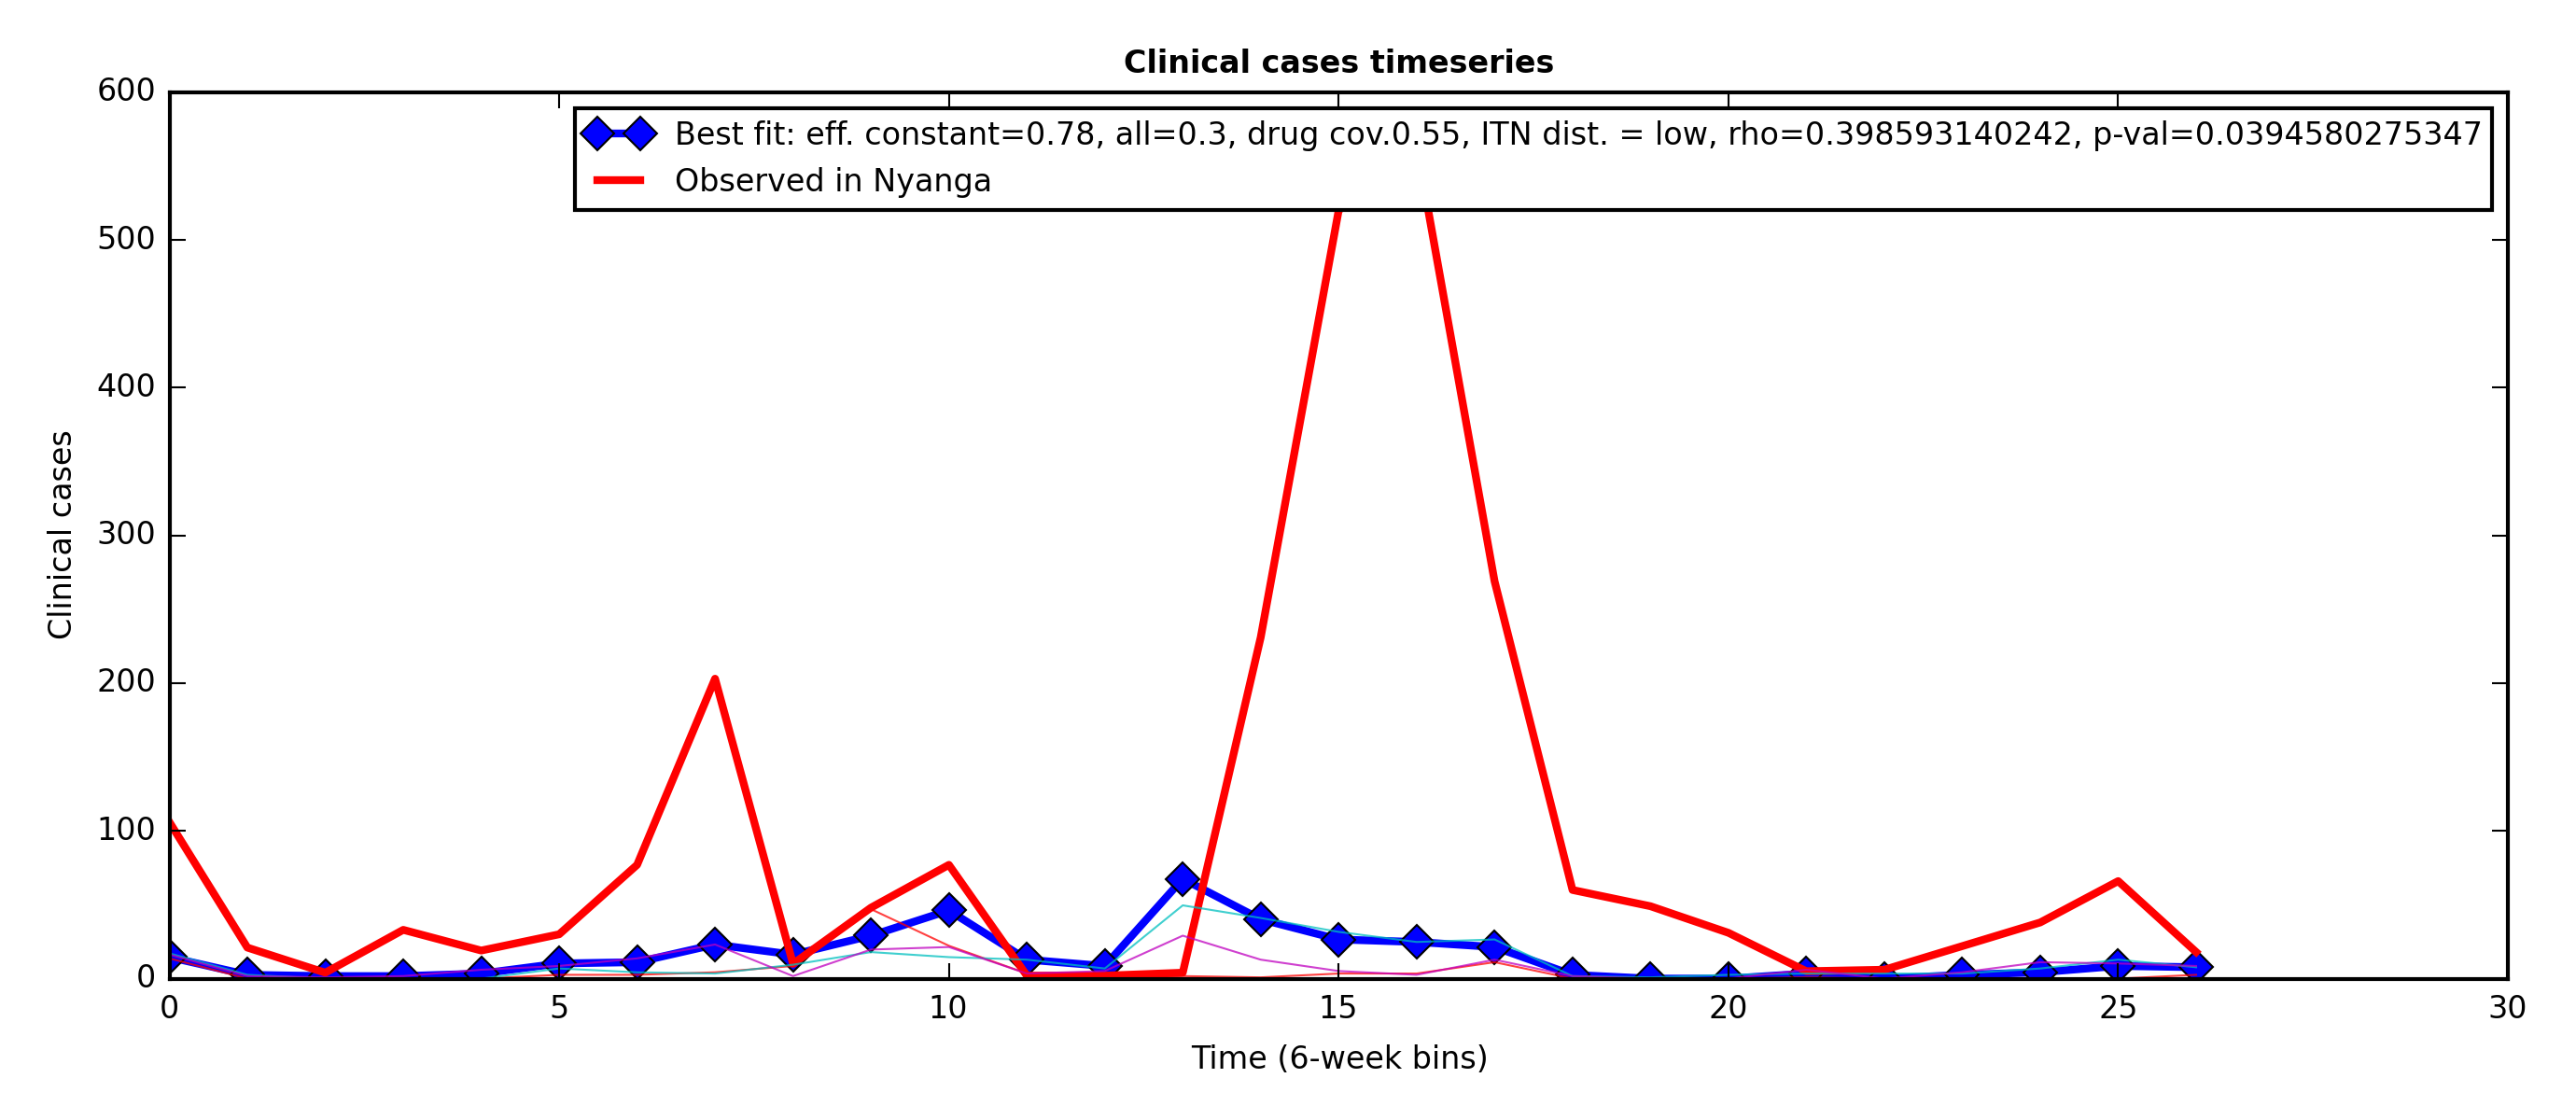 Clinical cases timeseries
Best fit: eff. constant=0.78, all=0.3, drug cov.0.55, ITN dist. = low, rho=0.398593140242, p-val=0.0394580275347
Observed in Nyanga
600
500
400
300
200
100
0
Clinical cases
0 5 10 15 20 25 30
Time (6-week bins)